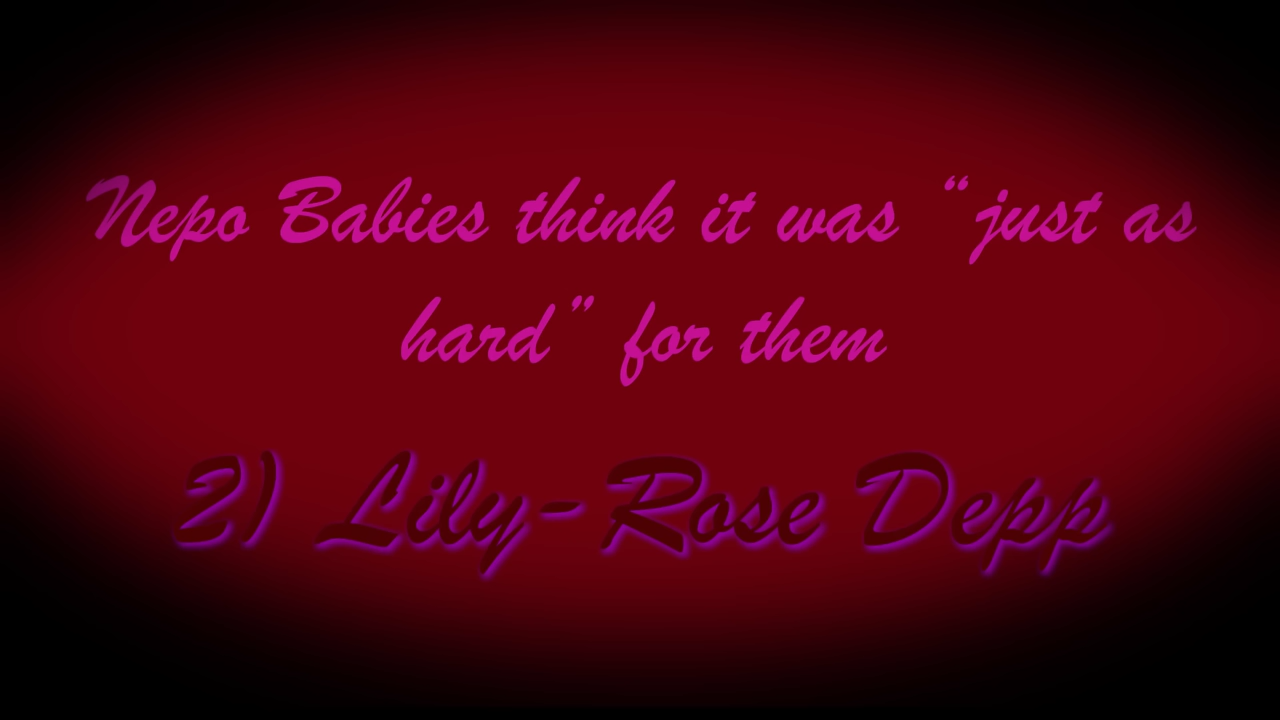 Nepo Babies think it was “just as
hard” for them
2) Lily-Rose Depp